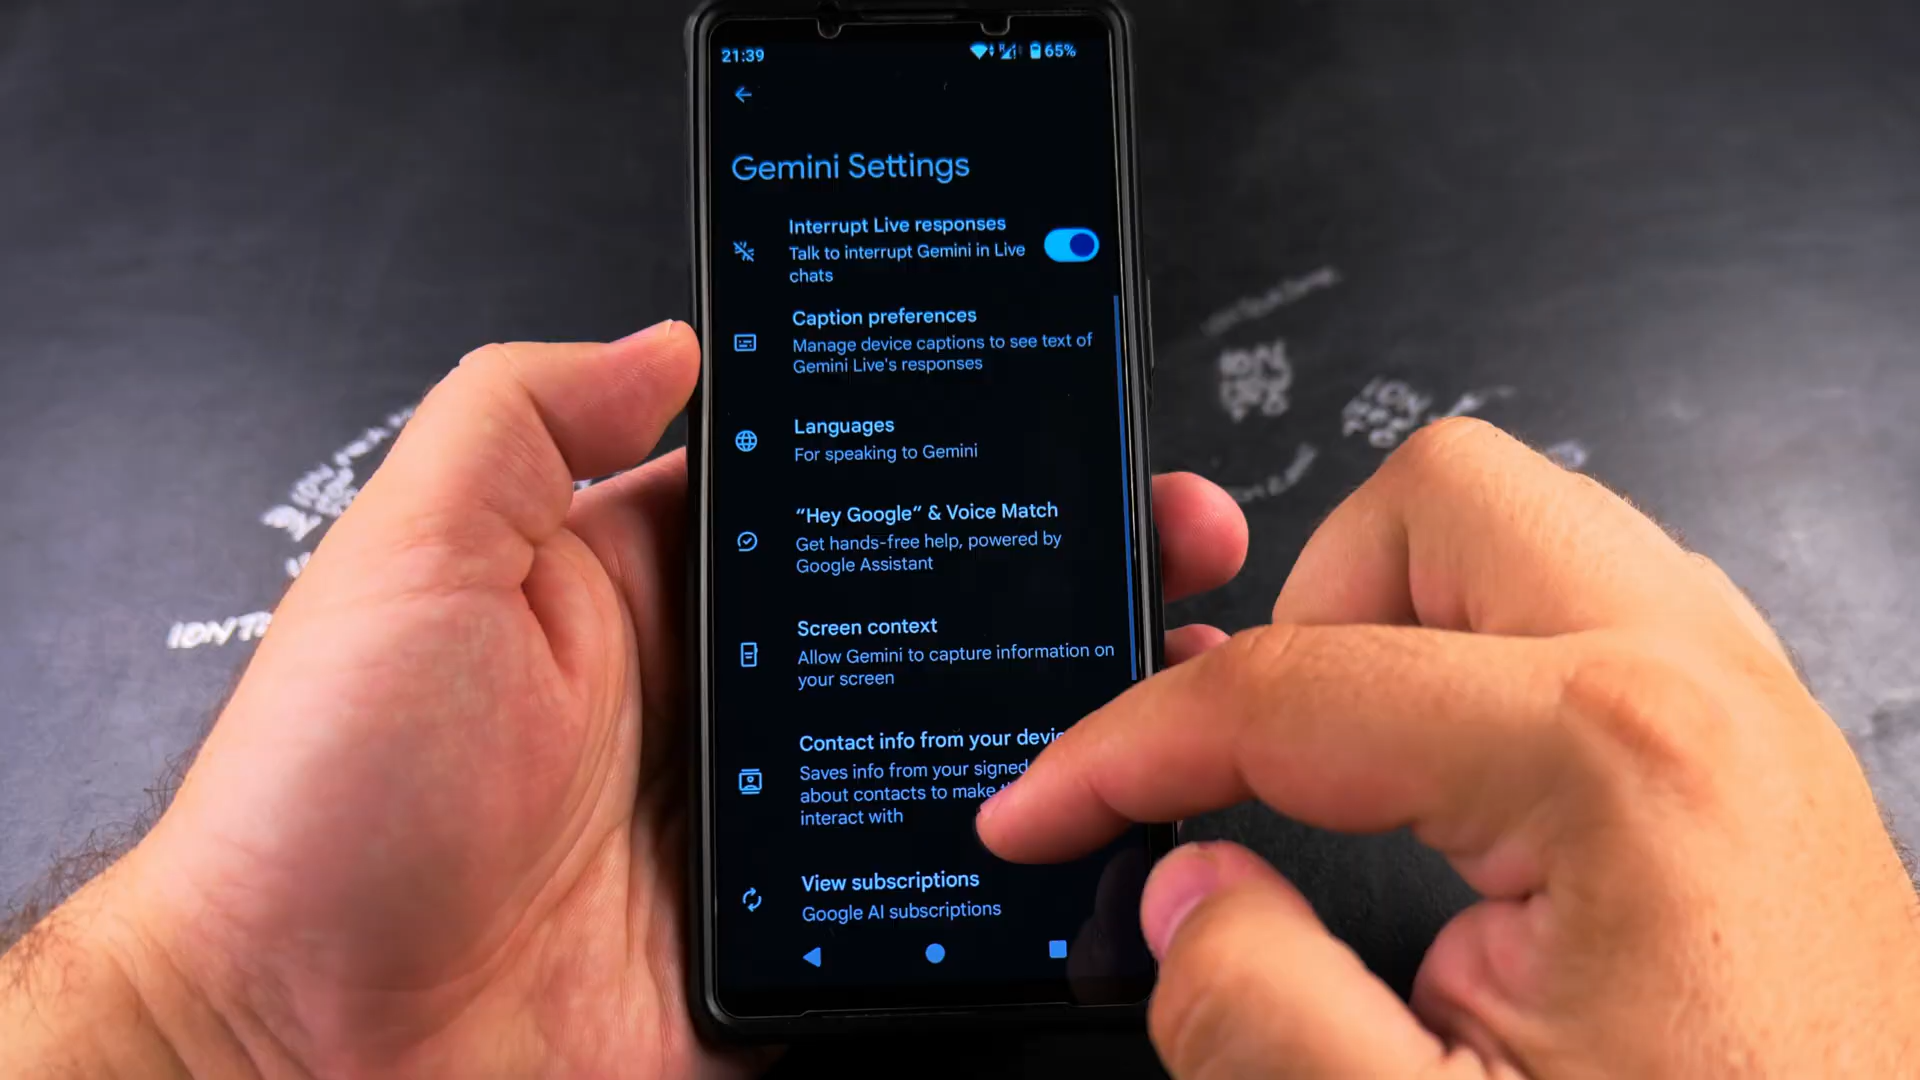 21:39
65%
Gemini Settings
Interrupt Live responses
Talk to interrupt Gemini in Live
chats
Caption preferences
Manage device captions to see text of
Gemini Live's responses
Languages
For speaking to Gemini
“Hey Google“ & Voice Match
Get hands-free help, powered by
Google Assistant
Screen context
Allow Gemini to capture information on
your screen
Contact info from your
Saves info from your signed
about contacts to make
interact with
View subscriptions
Google AI subscriptions